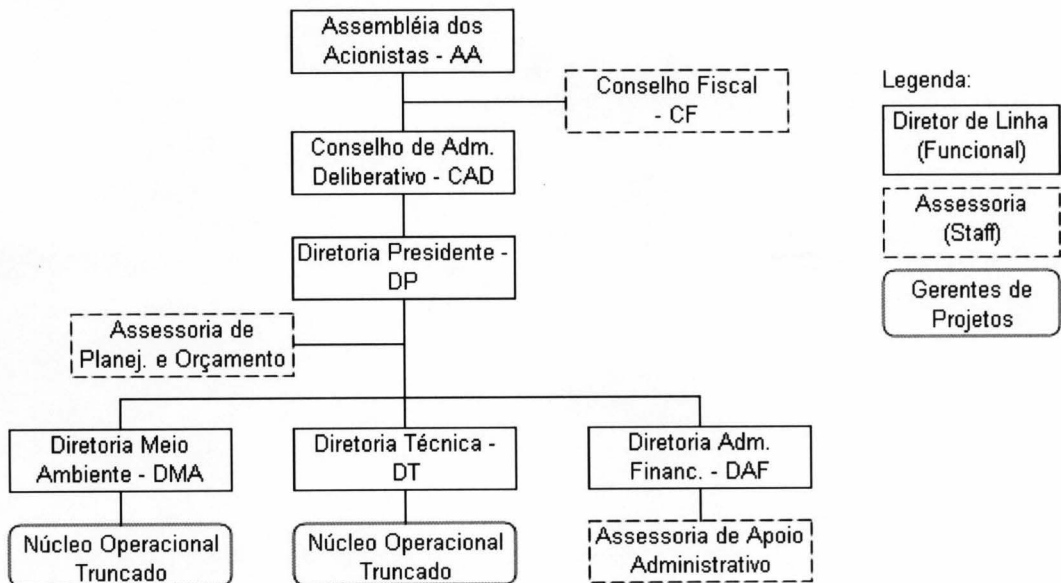 Assembléia dos
Acionistas - AA
Conselho Fiscal
- CF
Conselho de Adm.
Deliberativo - CAD
Diretoria Presidente -
DP
Assessoria de
Planej. e Orçamento
Diretoria Meio
Ambiente - DMA
Diretoria Técnica -
DT
Diretoria Adm.
Financ. - DAF
Núcleo Operacional
Truncado
Núcleo Operacional
Truncado
Assessoria de Apoio
Administrativo
Legenda:
Diretor de Linha
(Funcional)
Assessoria
(Staff)
Gerentes de
Projetos